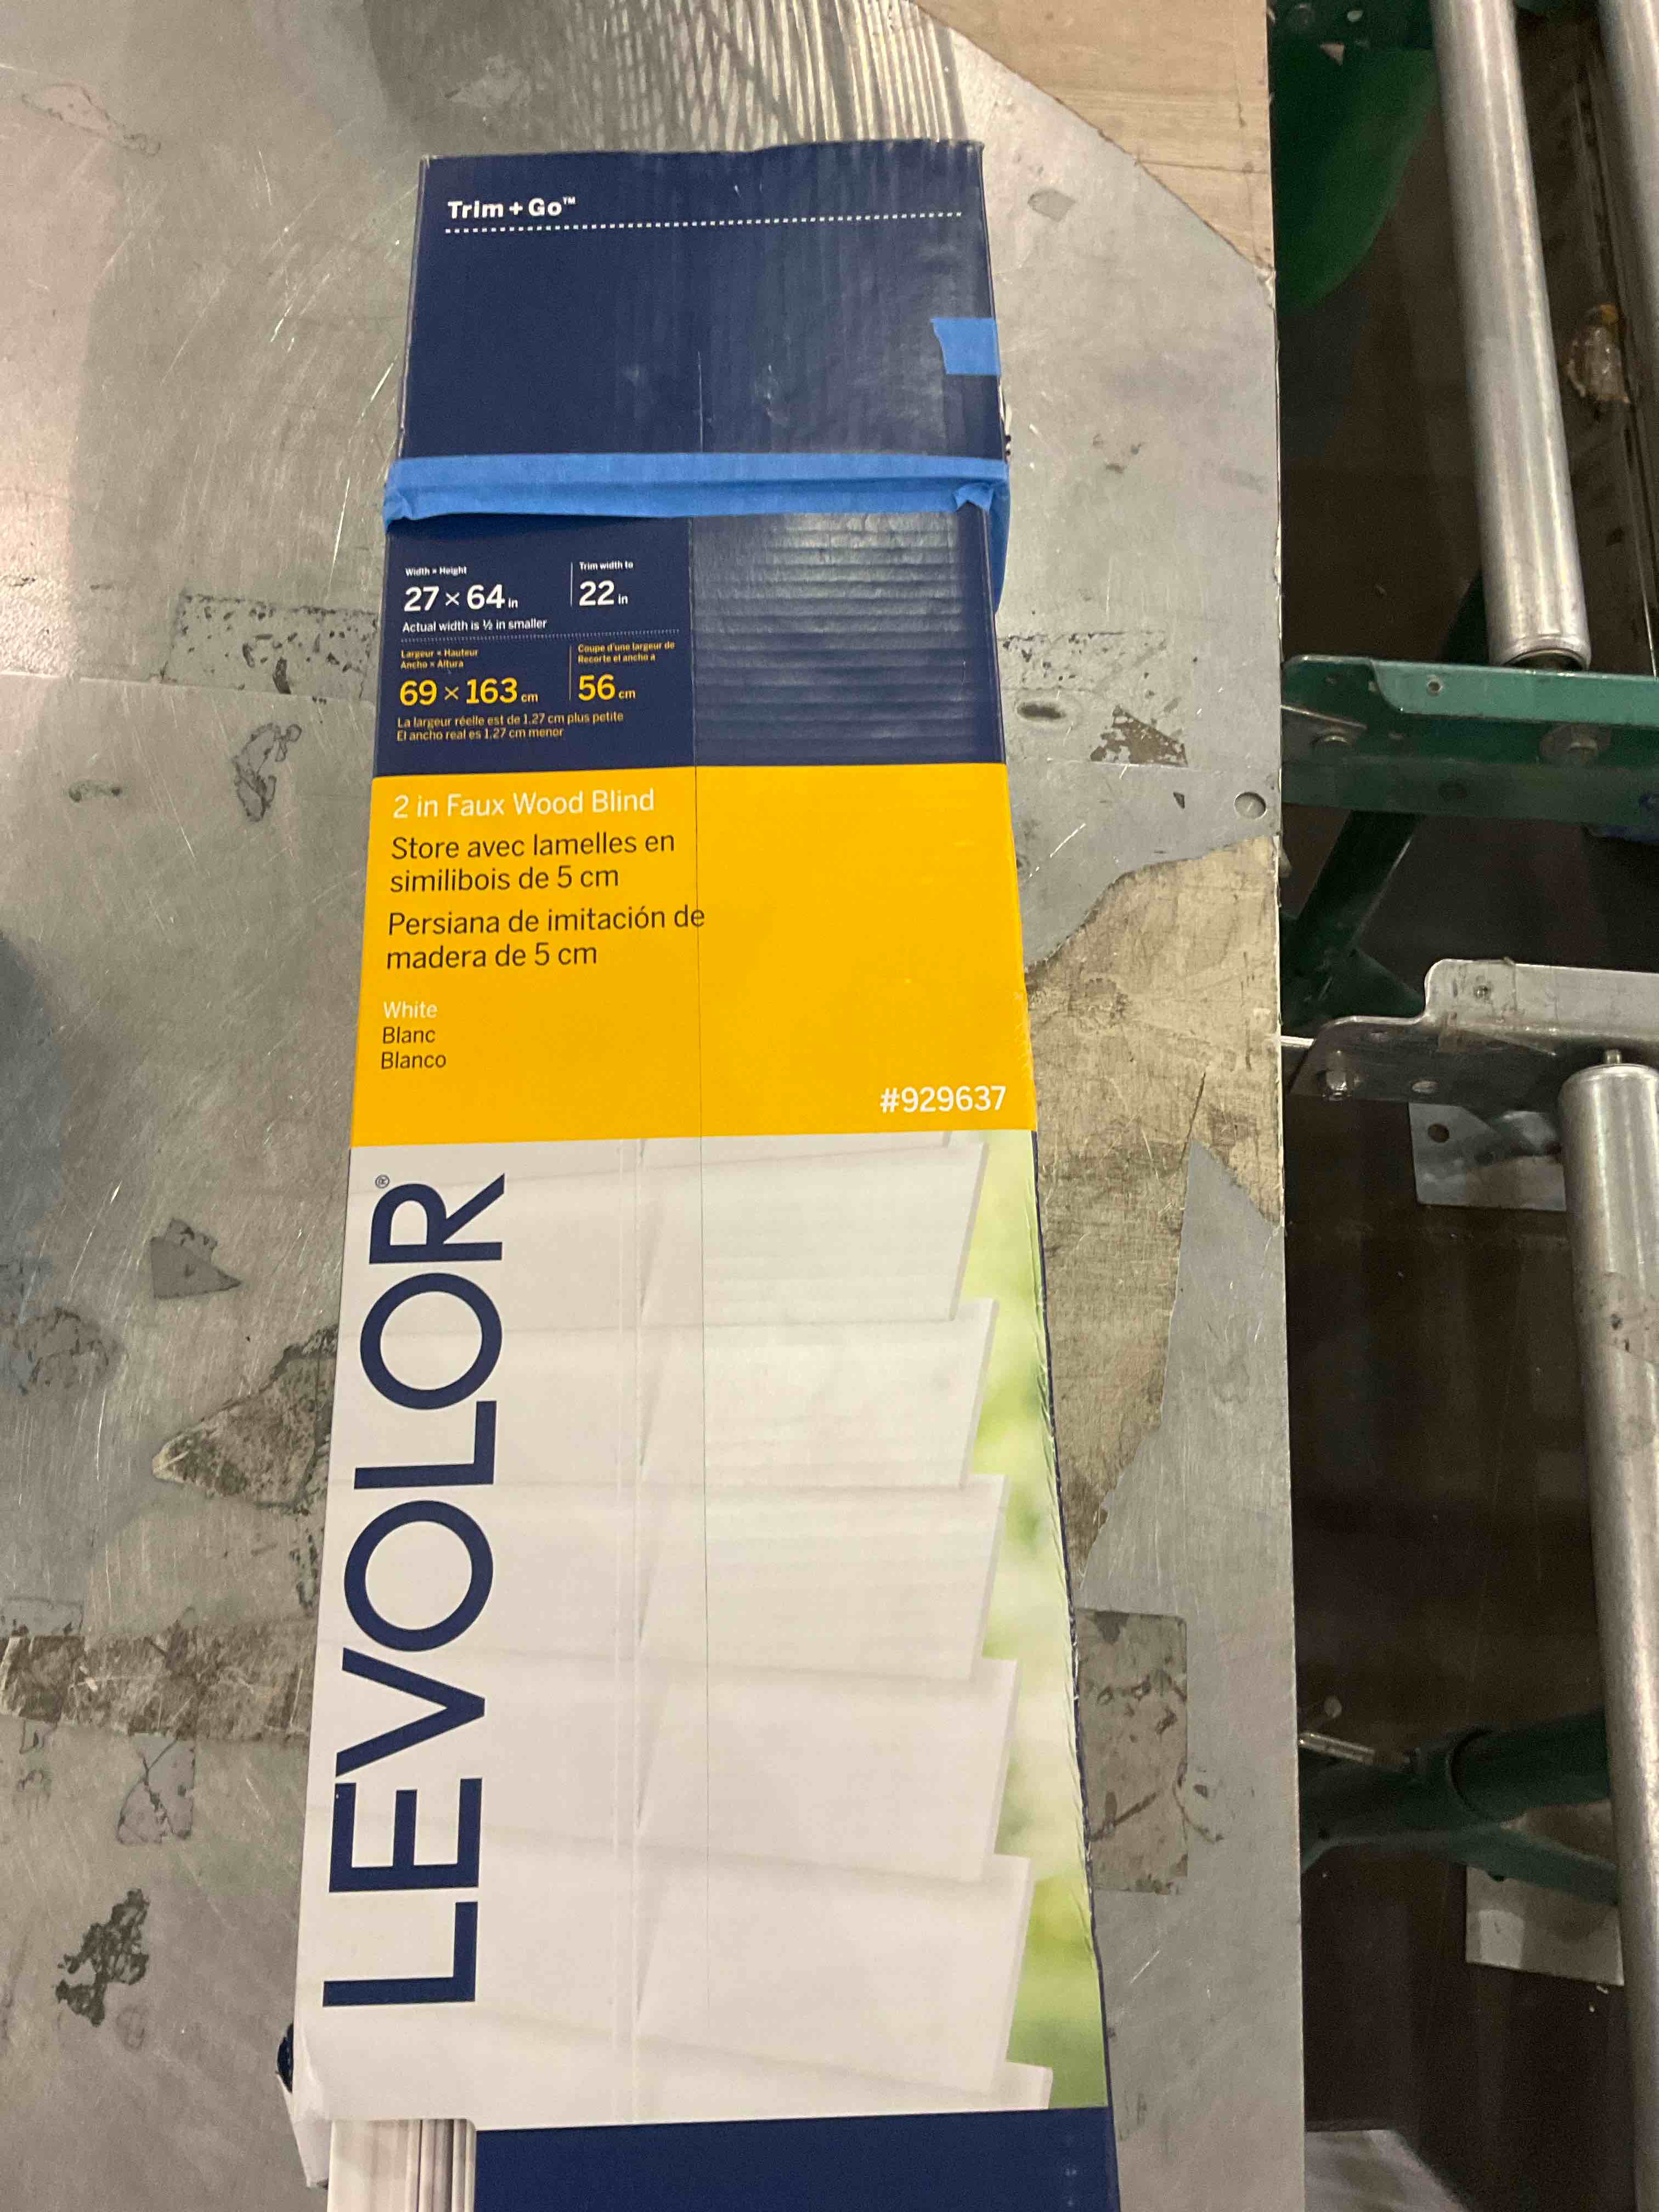 Trim + Go™
Width × Height
27 × 64 in
Actual width is ½ in smaller
Trim width to
22 in
Largeur × Hauteur
Ancho × Altura
69 × 163 cm
Coupe d'une largeur de
Recorte el ancho a
56 cm
La largeur réelle est de 1.27 cm plus petite
El ancho real es 1,27 cm menor
2 in Faux Wood Blind
Store avec lamelles en
similibois de 5 cm
Persiana de imitación de
madera de 5 cm
White
Blanc
Blanco
#929637
LEVOLOR®